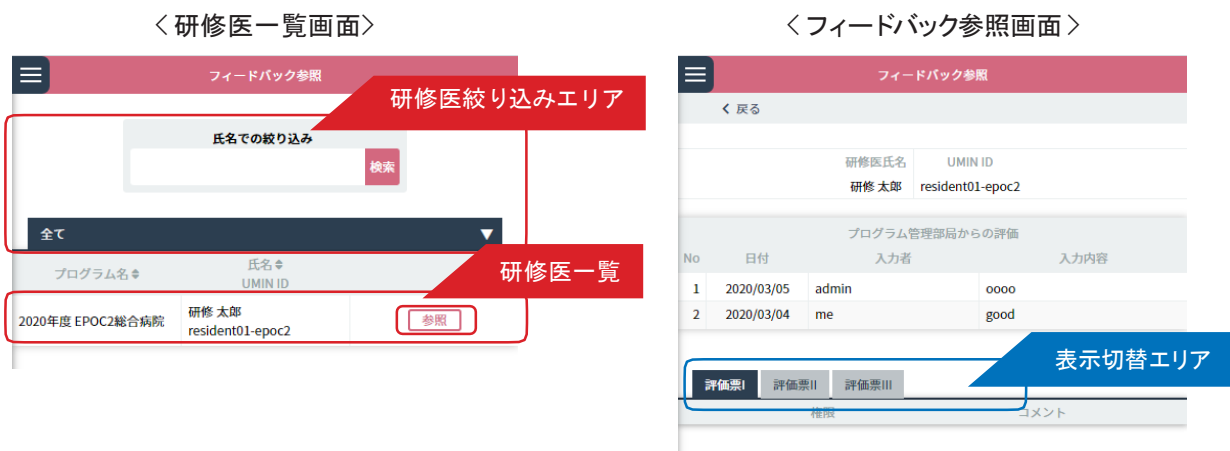 〈研修医一覧画面〉
フィードバック参照
研修医絞り込みエリア
氏名での絞り込み
検索
全て ▼
研修医一覧
プログラム名 氏名
UMIN ID
2020年度 EPOC2総合病院 研修 太郎
resident01-epoc2
参照
〈フィードバック参照画面〉
フィードバック参照
戻る
研修医氏名 UMIN ID
研修 太郎 resident01-epoc2
プログラム管理部局からの評価
No 日付 入力者 入力内容
1 2020/03/05 admin oooo
2 2020/03/04 me good
表示切替エリア
評価票I 評価票II 評価票III
権限 コメント